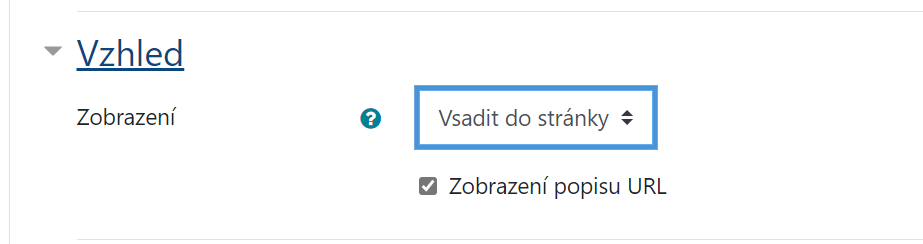 Vzhled
Zobrazení
Vsadit do stránky
Zobrazení popisu URL